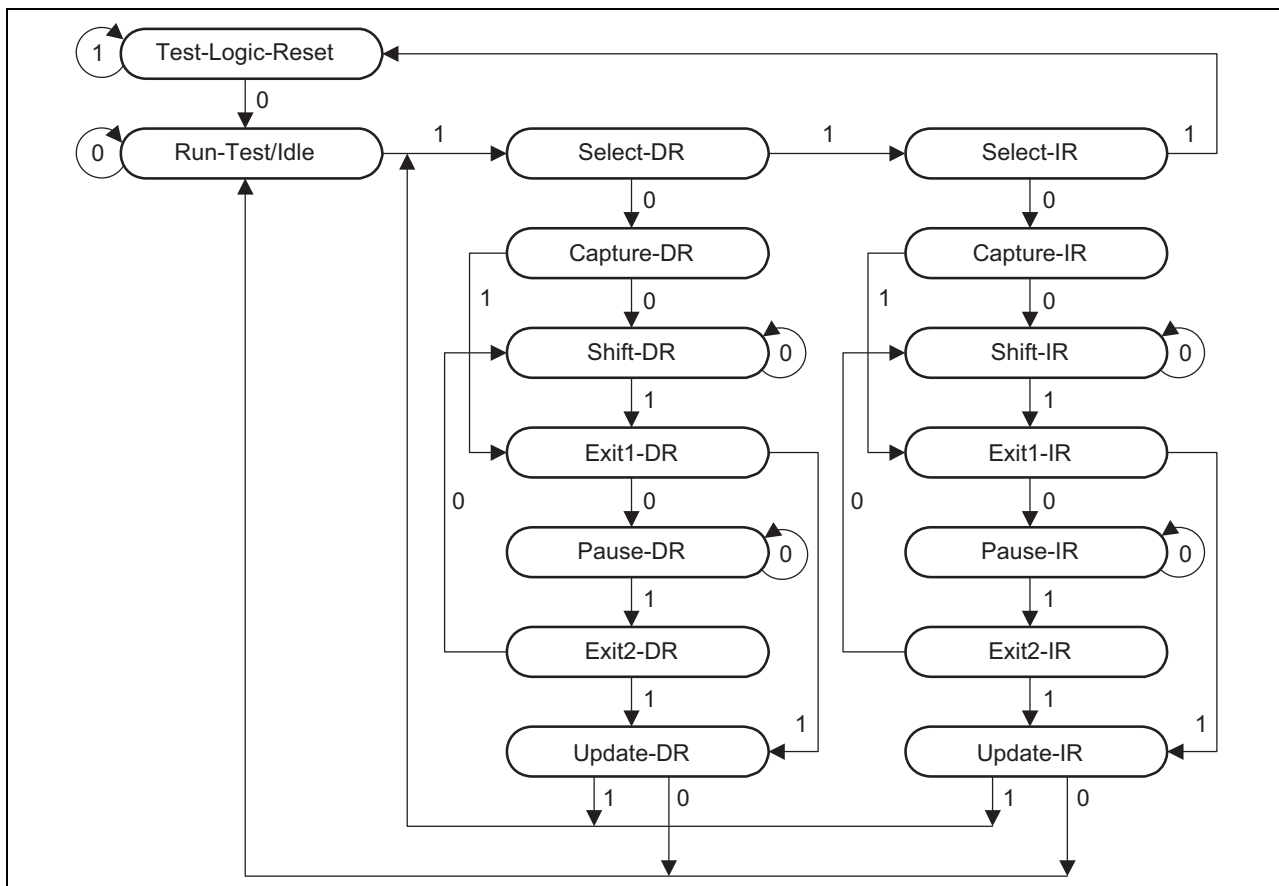 1
Test-Logic-Reset
0
0
Run-Test/Idle
1
Select-DR
1
Select-IR
1
0
0
Capture-DR
Capture-IR
1
0
1
0
Shift-DR
0
Shift-IR
0
1
1
Exit1-DR
Exit1-IR
0
0
0
0
Pause-DR
0
Pause-IR
0
1
1
Exit2-DR
Exit2-IR
1
1
1
1
Update-DR
Update-IR
1
0
1
0